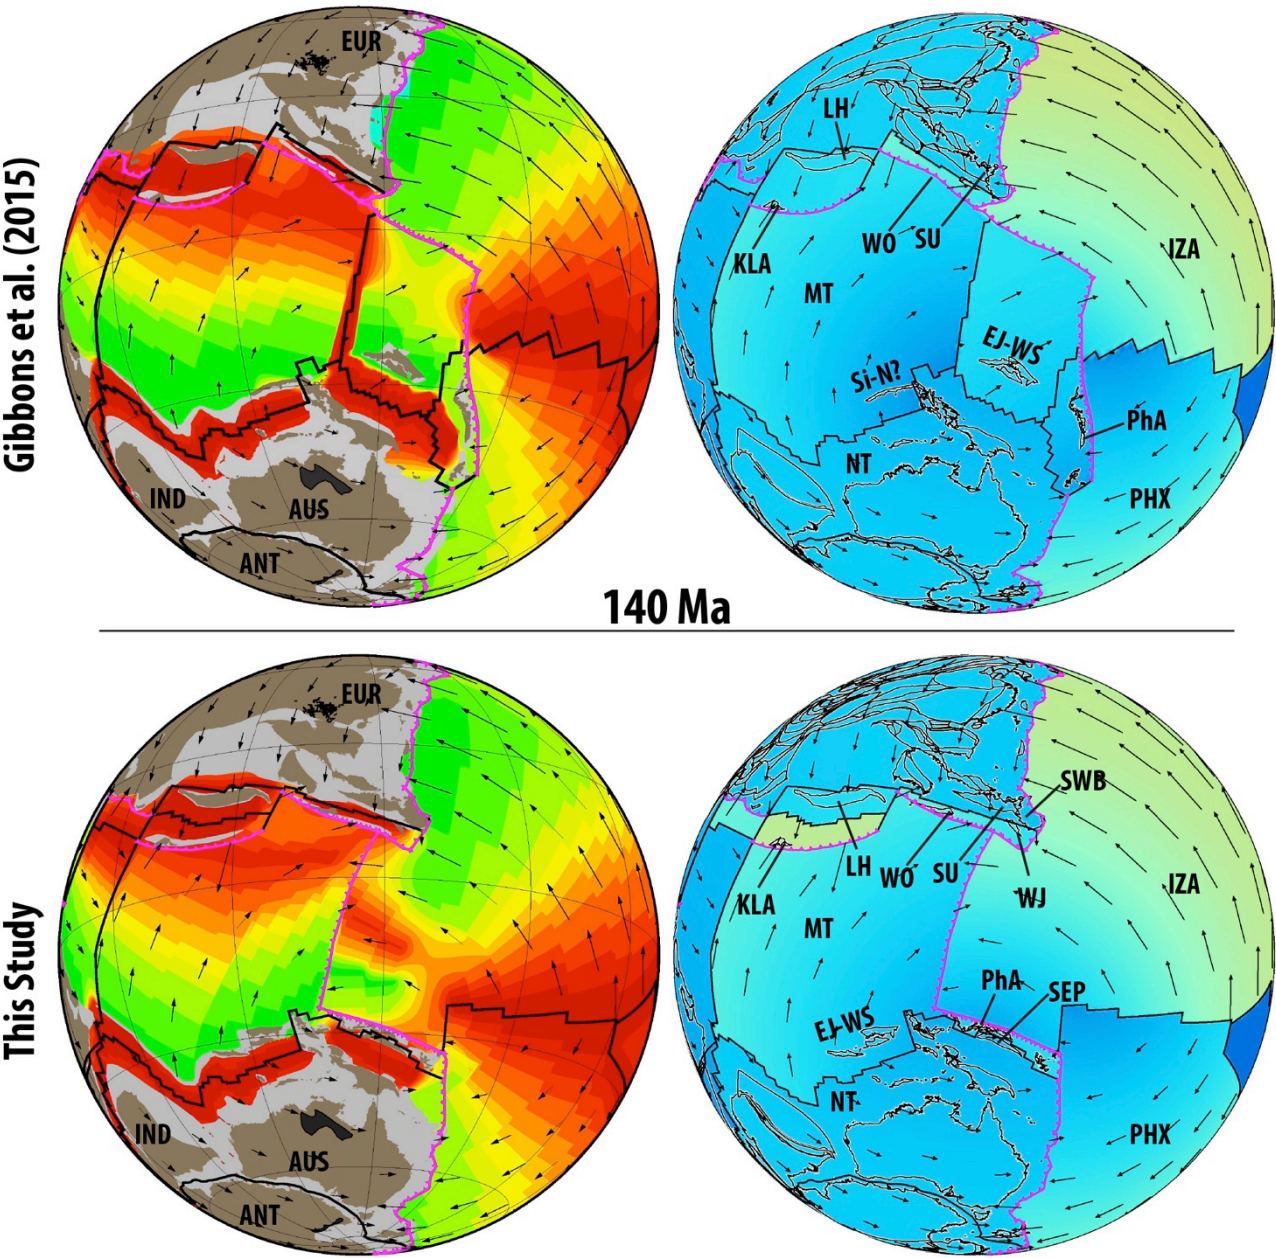 Gibbons et al. (2015)
EUR
IND
AUS
ANT
LH
KLA
WO
SU
MT
IZA
EJ-WS
Si-N?
PhA
NT
PHX
140 Ma
This Study
EUR
IND
AUS
ANT
SWB
LH
WO
SU
KLA
WJ
IZA
MT
PhA
SEP
EJ-WS
NT
PHX